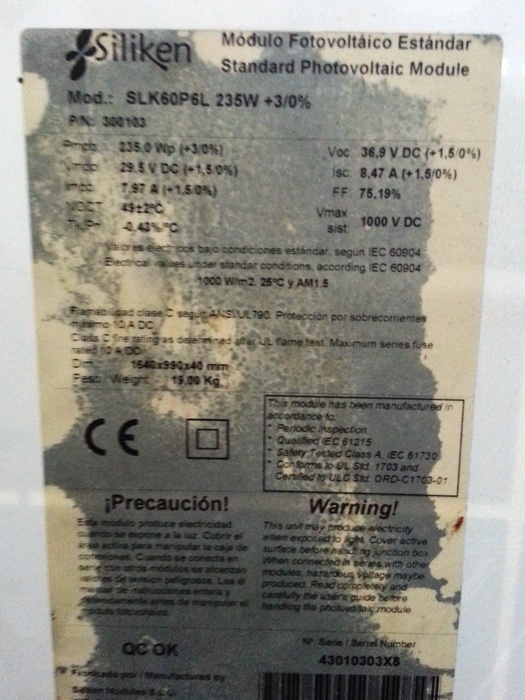 Siliken
Módulo Fotovoltáico Estándar
Standard Photovoltaic Module
Mod.: SLK60P6L 235W +3/0%
P/N: 300103
Pmpp 235.0 Wp (+3/0%)
Vmpp 29.5 V DC (+1,5/0%)
Impp 7,97 A (+1.5/0%)
NOCT 49±2ºC
-0,43%/ºC
Voc 36,9 V DC (+1,5/0%)
Isc 8,47 A (+1,5/0%)
FF 75,19%
Vmax
sist 1000 V DC
Valores eléctricos bajo condiciones estándar, según IEC 60904
Electrical values under standar conditions, according IEC 60904
1000 W/m2, 25ºC y AM1.5
Flamabilidad clase C según ANSI/UL790. Protección por sobrecorrientes
máximo 10 A DC
Class C fire rating as determined after UL flame test. Maximum series fuse
rated 10 A DC
Dim 1640x990x40 mm
Peso / Weight 19,00 Kg
CE
This module has been manufactured in
accordance to:
* Periodic inspection
* Qualified IEC 61215
* Safety Tested Class A, IEC 61730
* Conforms to UL Std. 1703 and
Certified to ULC Std. ORD-C1703-01
¡Precaución!
Este módulo produce electricidad
cuando se expone a la luz. Cubrir el
área activa para manipular la caja de
conexiones. Cuando se conecta en
serie con otros módulos se alcanzan
valores de tensión peligrosos. Lea el
manual de instrucciones entera y
detenidamente antes de manipular el
módulo fotovoltaico.
Warning!
This unit may produce electricity
when exposed to light. Cover active
surface before handling junction box
When connected in series with other
modules, hazardous voltage maybe
produced. Read completely and
carefully the user's guide before
handling the photovoltaic module
QC OK
Nº Serie / Serial Number
43010303X8
Fabricado por / Manufactured by
Siliken Modules S.L.U.